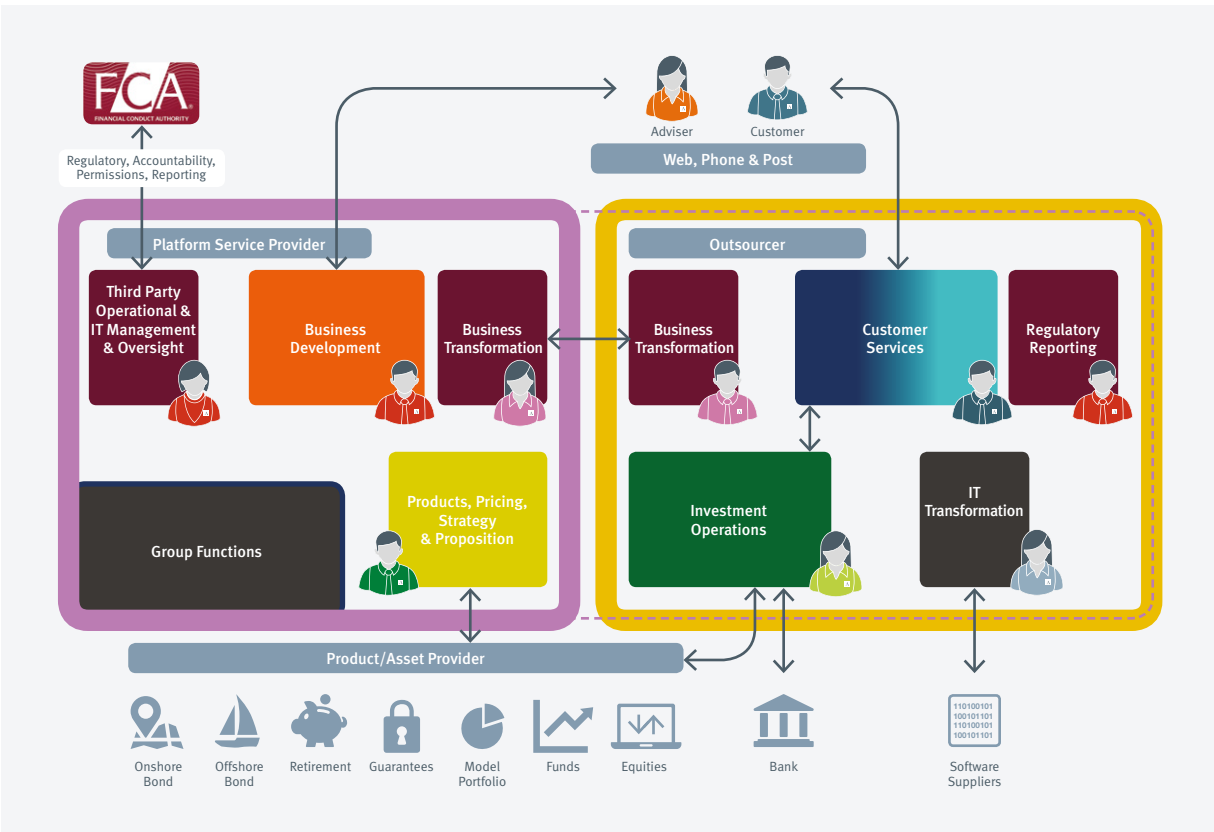 FCA
FINANCIAL CONDUCT AUTHORITY
Adviser
Customer
Web, Phone & Post
Regulatory, Accountability,
Permissions, Reporting
Platform Service Provider
Third Party
Operational &
IT Management
& Oversight
Business
Development
Business
Transformation
Group Functions
Products, Pricing,
Strategy
& Proposition
Outsourcer
Business
Transformation
Customer
Services
Regulatory
Reporting
Investment
Operations
IT
Transformation
Product/Asset Provider
Onshore
Bond
Offshore
Bond
Retirement
Guarantees
Model
Portfolio
Funds
Equities
Bank
110100101
100101101
110100101
100101101
Software
Suppliers